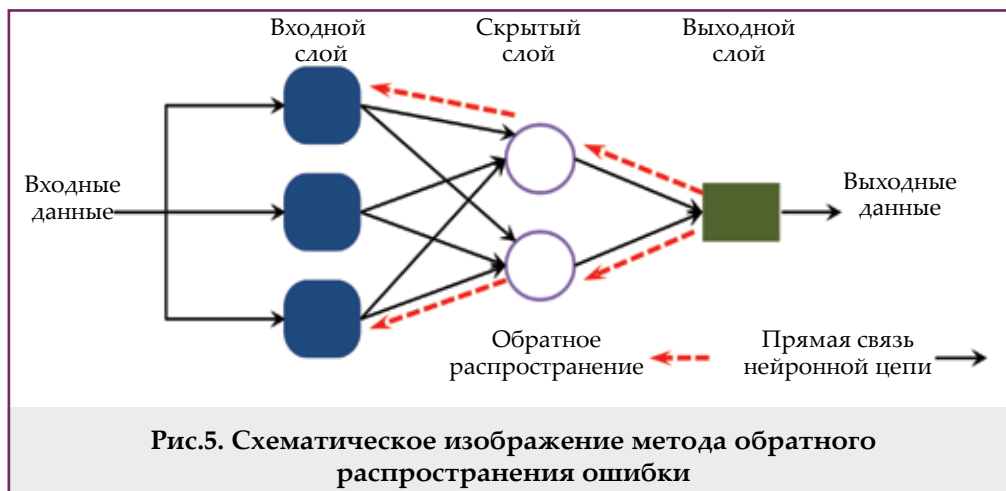 Входной
слой
Скрытый
слой
Выходной
слой
Входные
данные
Выходные
данные
Обратное
распространение
Прямая связь
нейронной цепи
Рис.5. Схематическое изображение метода обратного
распространения ошибки